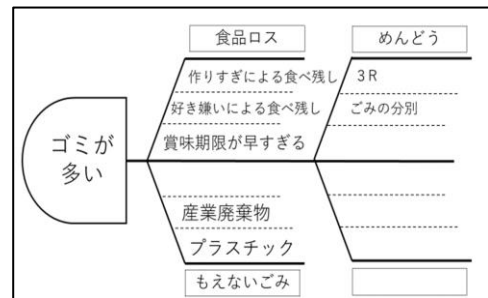 食品ロス
めんどう
作りすぎによる食べ残し
好き嫌いによる食べ残し
賞味期限が早すぎる
3R
ごみの分別
ゴミが
多い
産業廃棄物
プラスチック
もえないごみ